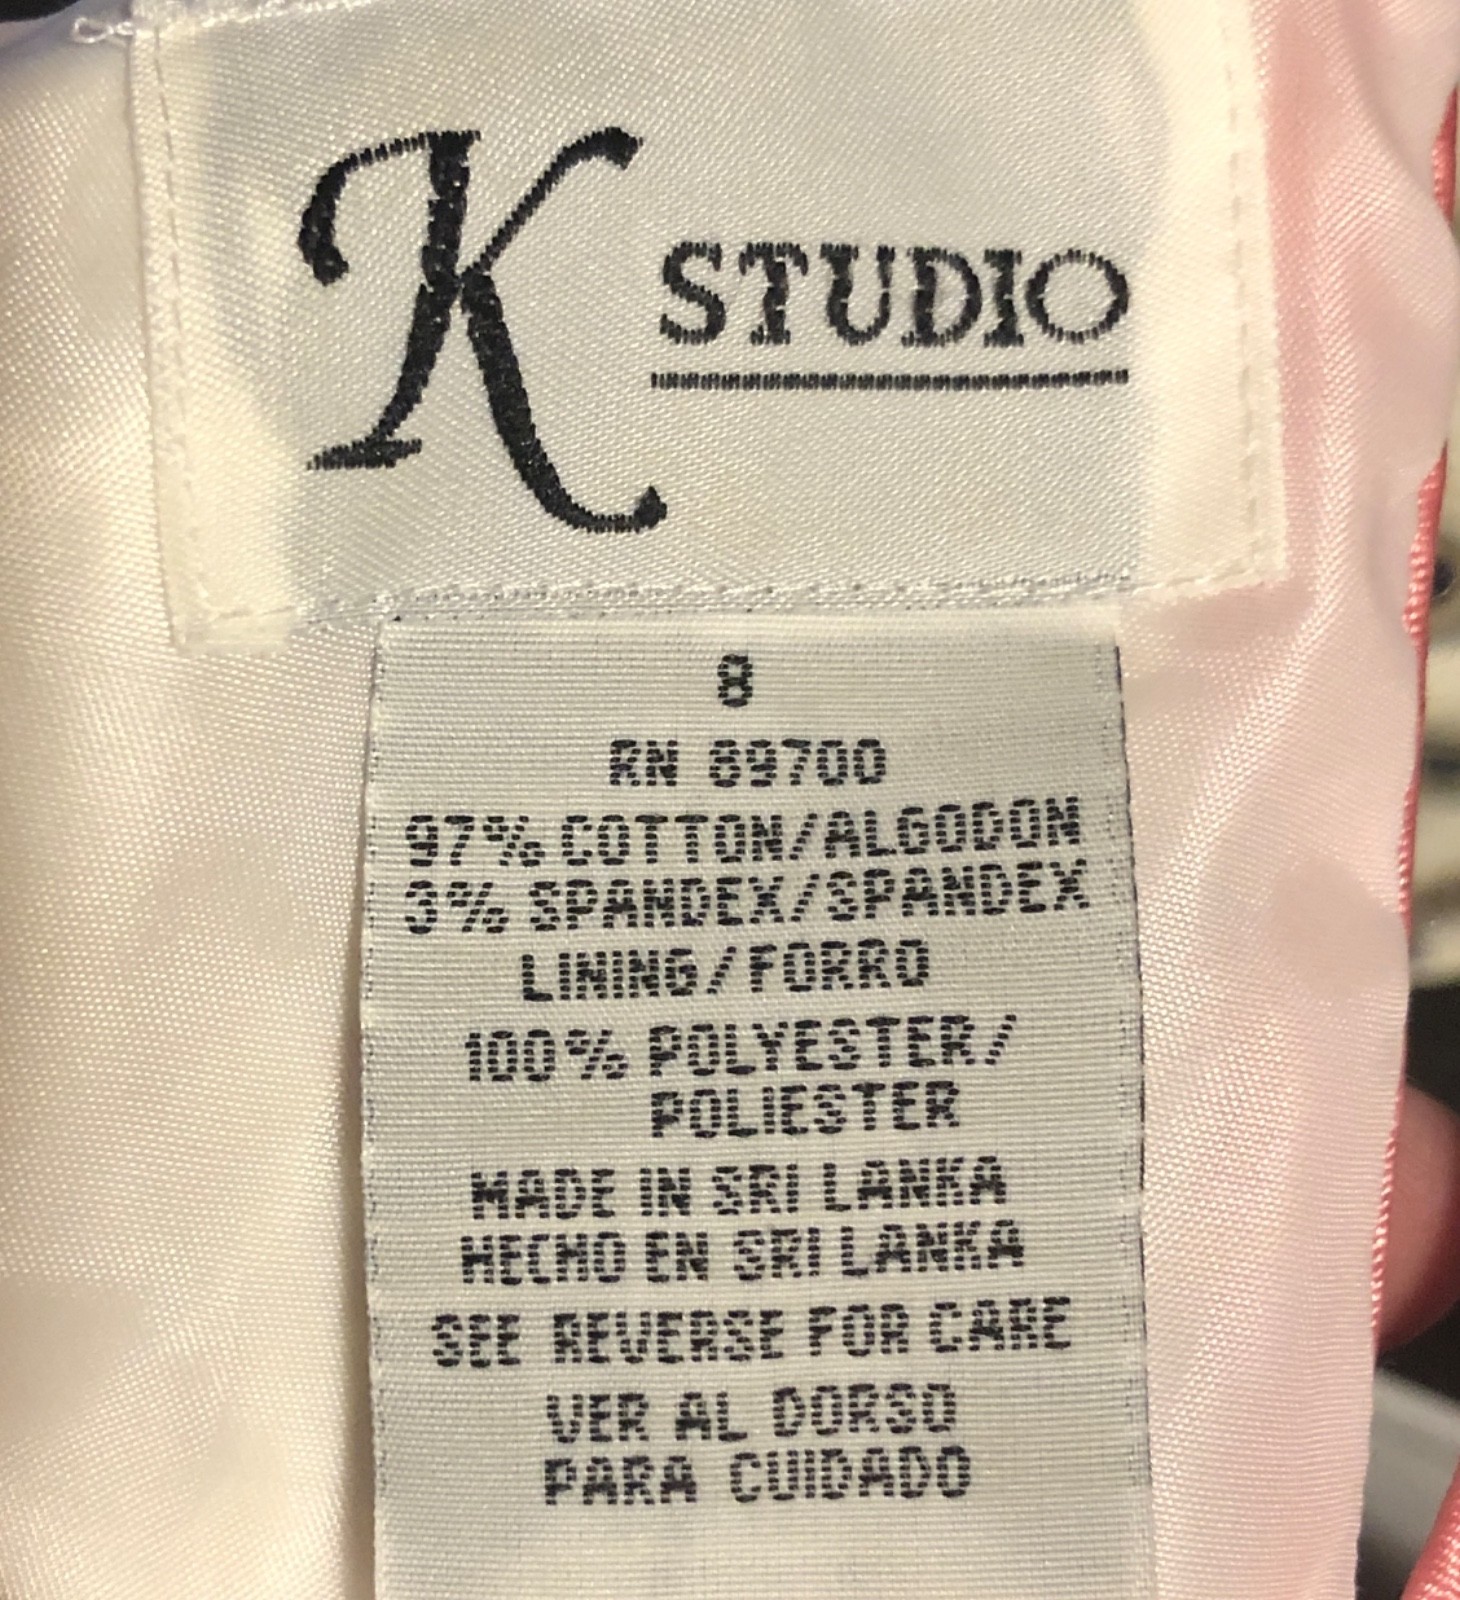 K STUDIO
8
RN 89700
97% COTTON/ALGODON
3% SPANDEX/SPANDEX
LINING/FORRO
100% POLYESTER/
POLIESTER
MADE IN SRI LANKA
HECHO EN SRI LANKA
SEE REVERSE FOR CARE
VER AL DORSO
PARA CUIDADO